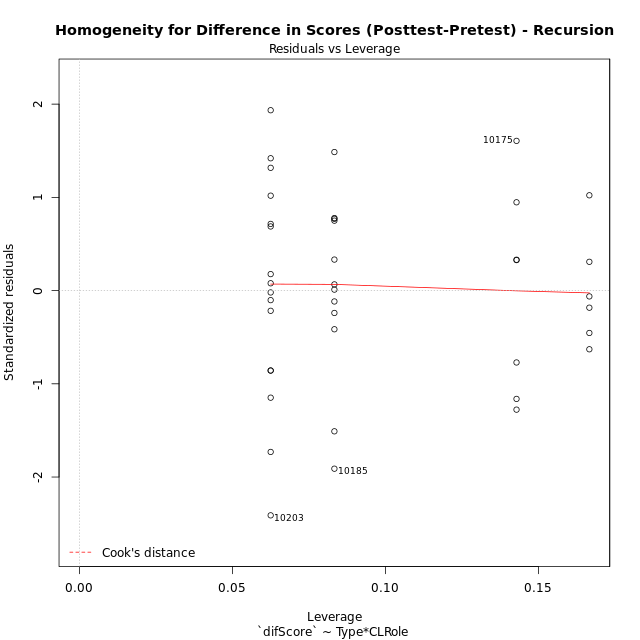 Homogeneity for Difference in Scores (Posttest-Pretest) - Recursion
Residuals vs Leverage
2
1
0
-1
-2
Standardized residuals
10175
10185
10203
Cook's distance
0.00
0.05
0.10
0.15
Leverage
`difScore` ~ Type*CLRole